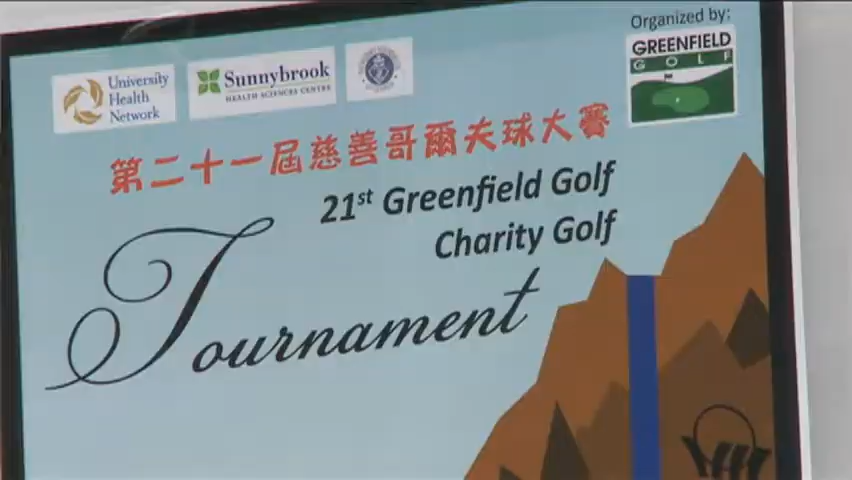 Organized by:
GREENFIELD
GOLF
University
Health
Network
Sunnybrook
HEALTH SCIENCES CENTRE
第二十一屆慈善哥爾夫球大賽
21st Greenfield Golf
Charity Golf
Tournament